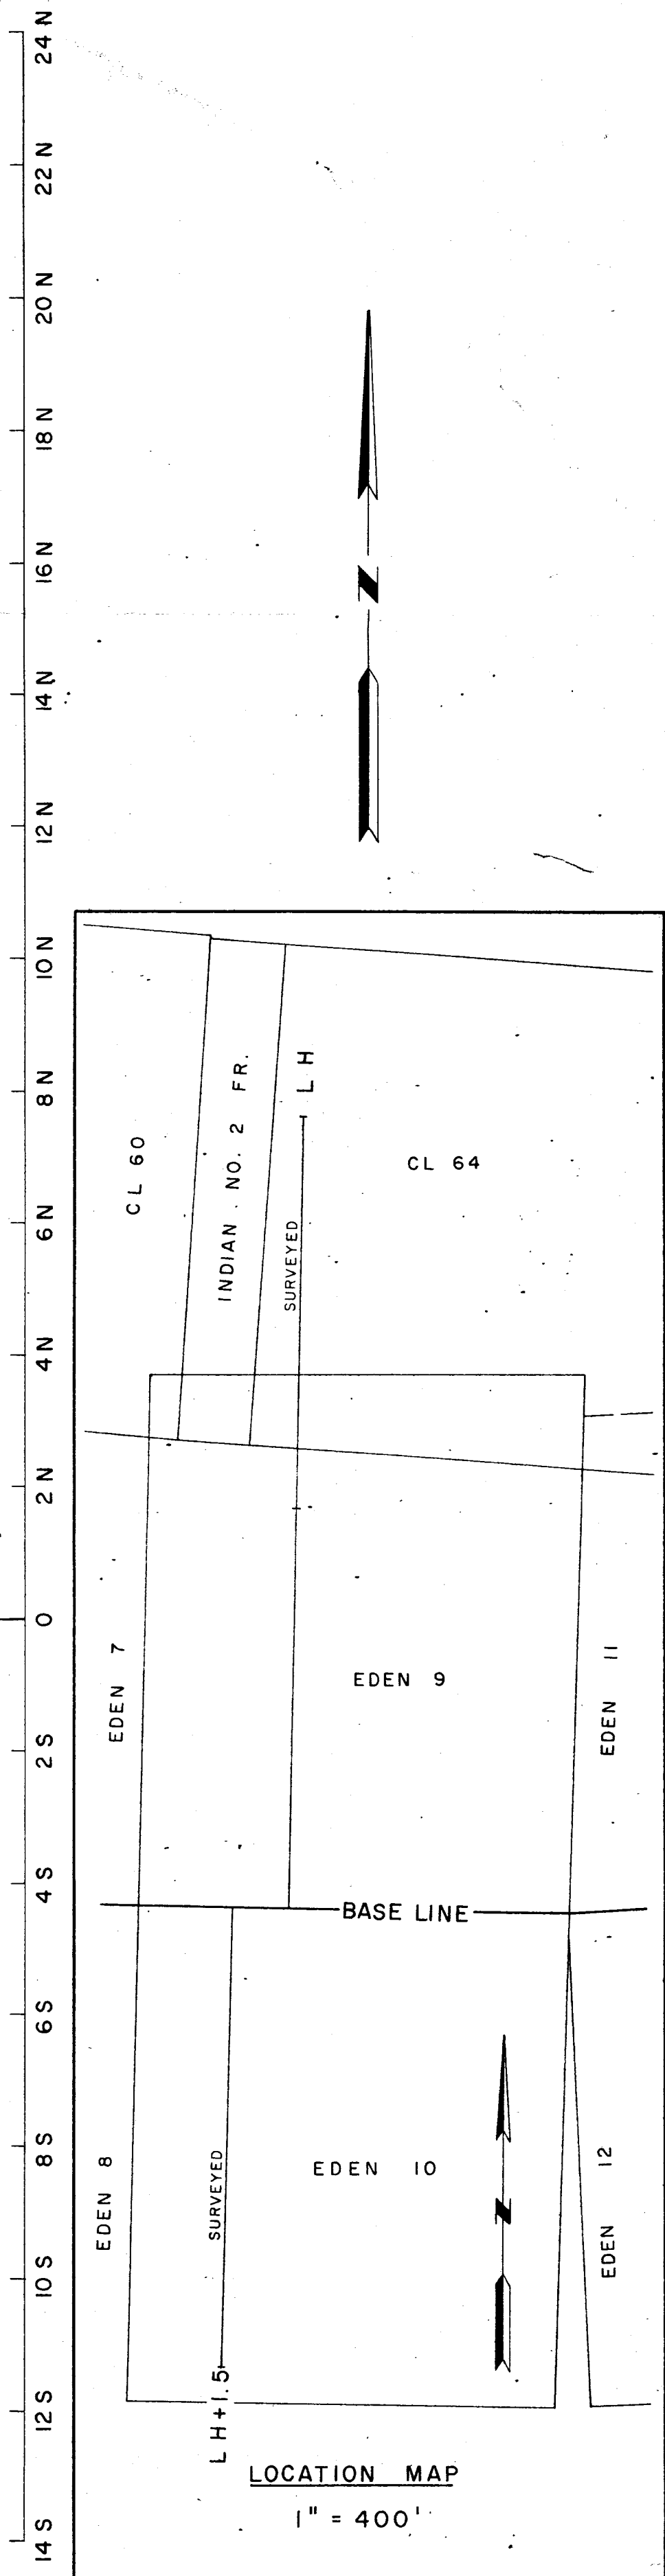 24 N
22 N
20 N
18 N
16 N
14 N
12 N
10 N
8 N
6 N
4 N
2 N
0
2 S
4 S
6 S
8 S
10 S
12 S
14 S
N
CL 60
INDIAN NO. 2 FR.
L H
SURVEYED
CL 64
EDEN 7
EDEN 9
EDEN 11
BASE LINE
EDEN 8
SURVEYED
EDEN 10
N
EDEN 12
L H + 1.5
LOCATION MAP
1" = 400'